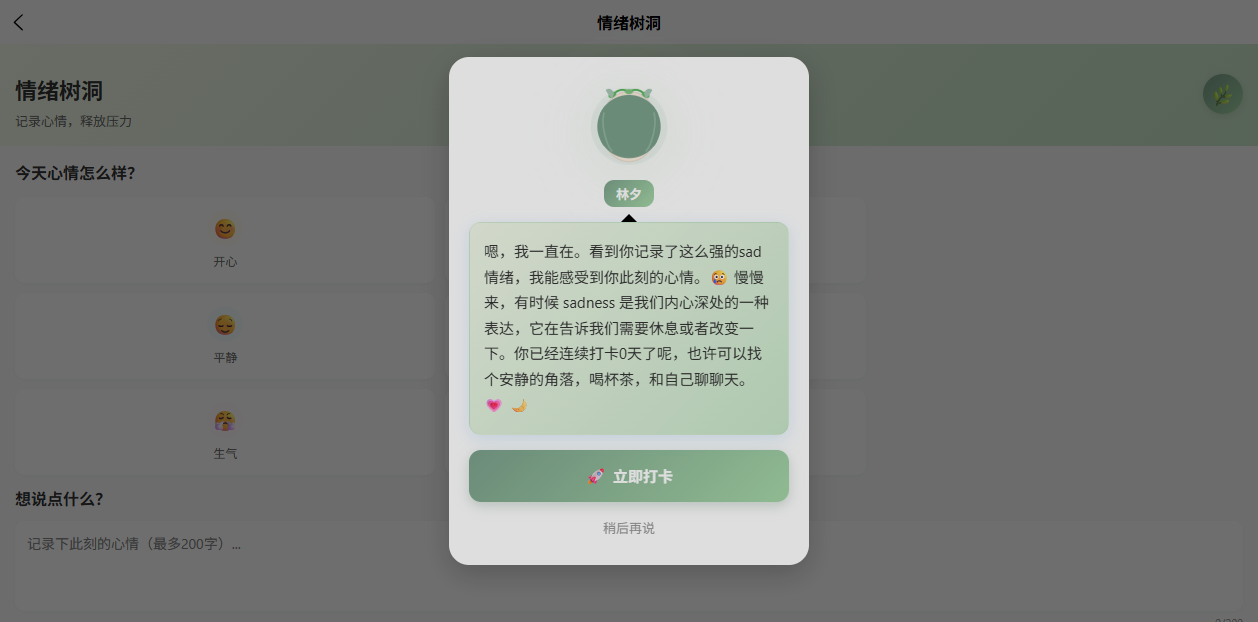 情绪树洞
情绪树洞
记录心情，释放压力
今天心情怎么样？
开心
平静
生气
想说点什么？
记录下此刻的心情（最多200字）...
林夕
嗯，我一直在。看到你记录了这么强的sad
情绪，我能感受到你此刻的心情。😰 慢慢
来，有时候 sadness 是我们内心深处的一种
表达，它在告诉我们需要休息或者改变一
下。你已经连续打卡0天了呢，也许可以找
个安静的角落，喝杯茶，和自己聊聊天。
💗 🌙
🚀 立即打卡
稍后再说